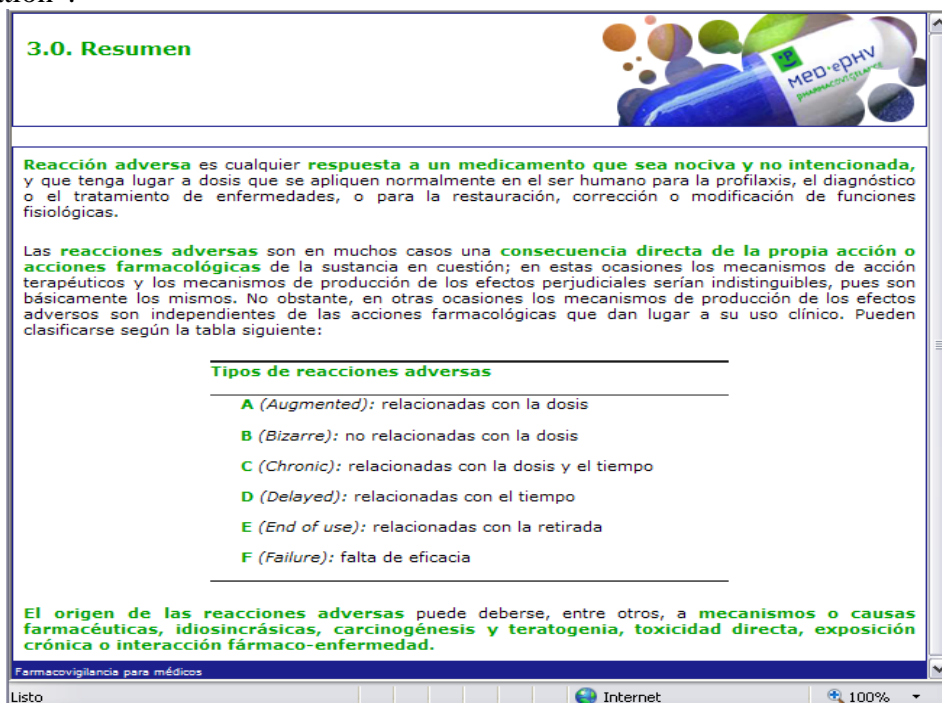 ation".
3.0. Resumen
MED-ePHV
PHARMACOVIGILANCE
Reacción adversa es cualquier respuesta a un medicamento que sea nociva y no intencionada,
y que tenga lugar a dosis que se apliquen normalmente en el ser humano para la profilaxis, el diagnóstico
o el tratamiento de enfermedades, o para la restauración, corrección o modificación de funciones
fisiológicas.
Las reacciones adversas son en muchos casos una consecuencia directa de la propia acción o
acciones farmacológicas de la sustancia en cuestión; en estas ocasiones los mecanismos de acción
terapéuticos y los mecanismos de producción de los efectos perjudiciales serían indistinguibles, pues son
básicamente los mismos. No obstante, en otras ocasiones los mecanismos de producción de los efectos
adversos son independientes de las acciones farmacológicas que dan lugar a su uso clínico. Pueden
clasificarse según la tabla siguiente:
Tipos de reacciones adversas
A (Augmented): relacionadas con la dosis
B (Bizarre): no relacionadas con la dosis
C (Chronic): relacionadas con la dosis y el tiempo
D (Delayed): relacionadas con el tiempo
E (End of use): relacionadas con la retirada
F (Failure): falta de eficacia
El origen de las reacciones adversas puede deberse, entre otros, a mecanismos o causas
farmacéuticas, idiosincrásicas, carcinogénesis y teratogenia, toxicidad directa, exposición
crónica o interacción fármaco-enfermedad.
Farmacovigilancia para médicos
Listo Internet 100%